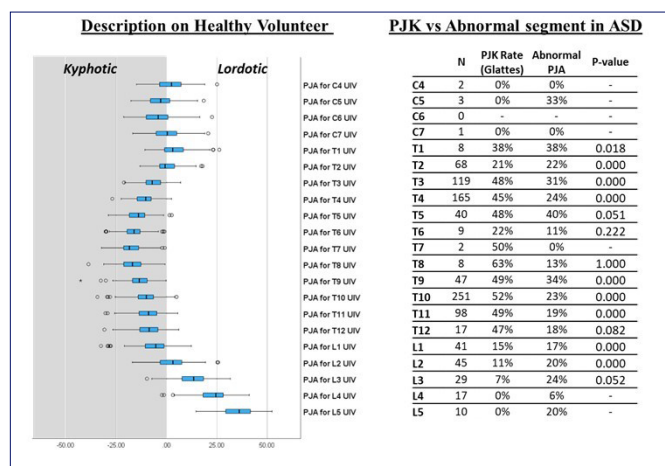 Description on Healthy Volunteer
Kyphotic
Lordotic
PJA for C4 UIV
PJA for C5 UIV
PJA for C6 UIV
PJA for C7 UIV
PJA for T1 UIV
PJA for T2 UIV
PJA for T3 UIV
PJA for T4 UIV
PJA for T5 UIV
PJA for T6 UIV
PJA for T7 UIV
PJA for T8 UIV
PJA for T9 UIV
PJA for T10 UIV
PJA for T11 UIV
PJA for T12 UIV
PJA for L1 UIV
PJA for L2 UIV
PJA for L3 UIV
PJA for L4 UIV
PJA for L5 UIV
-50.00 -25.00 .00 25.00 50.00
PJK vs Abnormal segment in ASD
N PJK Rate (Glattes) Abnormal PJA P-value
C4 2 0% 0% -
C5 3 0% 33% -
C6 0 - - -
C7 1 0% 0% -
T1 8 38% 38% 0.018
T2 68 21% 22% 0.000
T3 119 48% 31% 0.000
T4 165 45% 24% 0.000
T5 40 48% 40% 0.051
T6 9 22% 11% 0.222
T7 2 50% 0% -
T8 8 63% 13% 1.000
T9 47 49% 34% 0.000
T10 251 52% 23% 0.000
T11 98 49% 19% 0.000
T12 17 47% 18% 0.082
L1 41 15% 17% 0.000
L2 45 11% 20% 0.000
L3 29 7% 24% 0.052
L4 17 0% 6% -
L5 10 0% 20% -